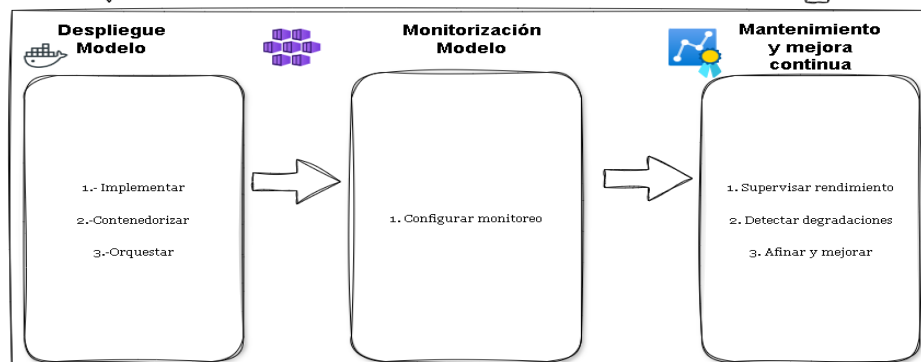 Despliegue
Modelo
1.- Implementar
2.-Contenedorizar
3.-Orquestar
Monitorización
Modelo
1. Configurar monitoreo
Mantenimiento
y mejora
continua
1. Supervisar rendimiento
2. Detectar degradaciones
3. Afinar y mejorar